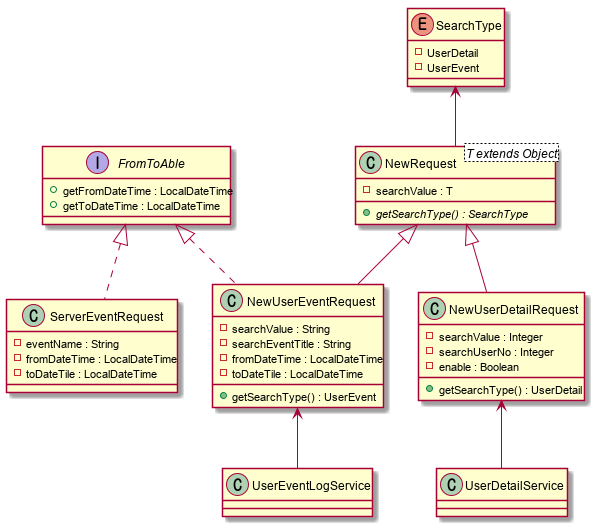 E SearchType
UserDetail
UserEvent
I FromToAble
getFromDateTime : LocalDateTime
getToDateTime : LocalDateTime
C NewRequest
T extends Object
searchValue : T
getSearchType() : SearchType
C ServerEventRequest
eventName : String
fromDateTime : LocalDateTime
toDateTile : LocalDateTime
C NewUserEventRequest
searchValue : String
searchEventTitle : String
fromDateTime : LocalDateTime
toDateTile : LocalDateTime
getSearchType() : UserEvent
C NewUserDetailRequest
searchValue : Integer
searchUserNo : Integer
enable : Boolean
getSearchType() : UserDetail
C UserEventLogService
C UserDetailService